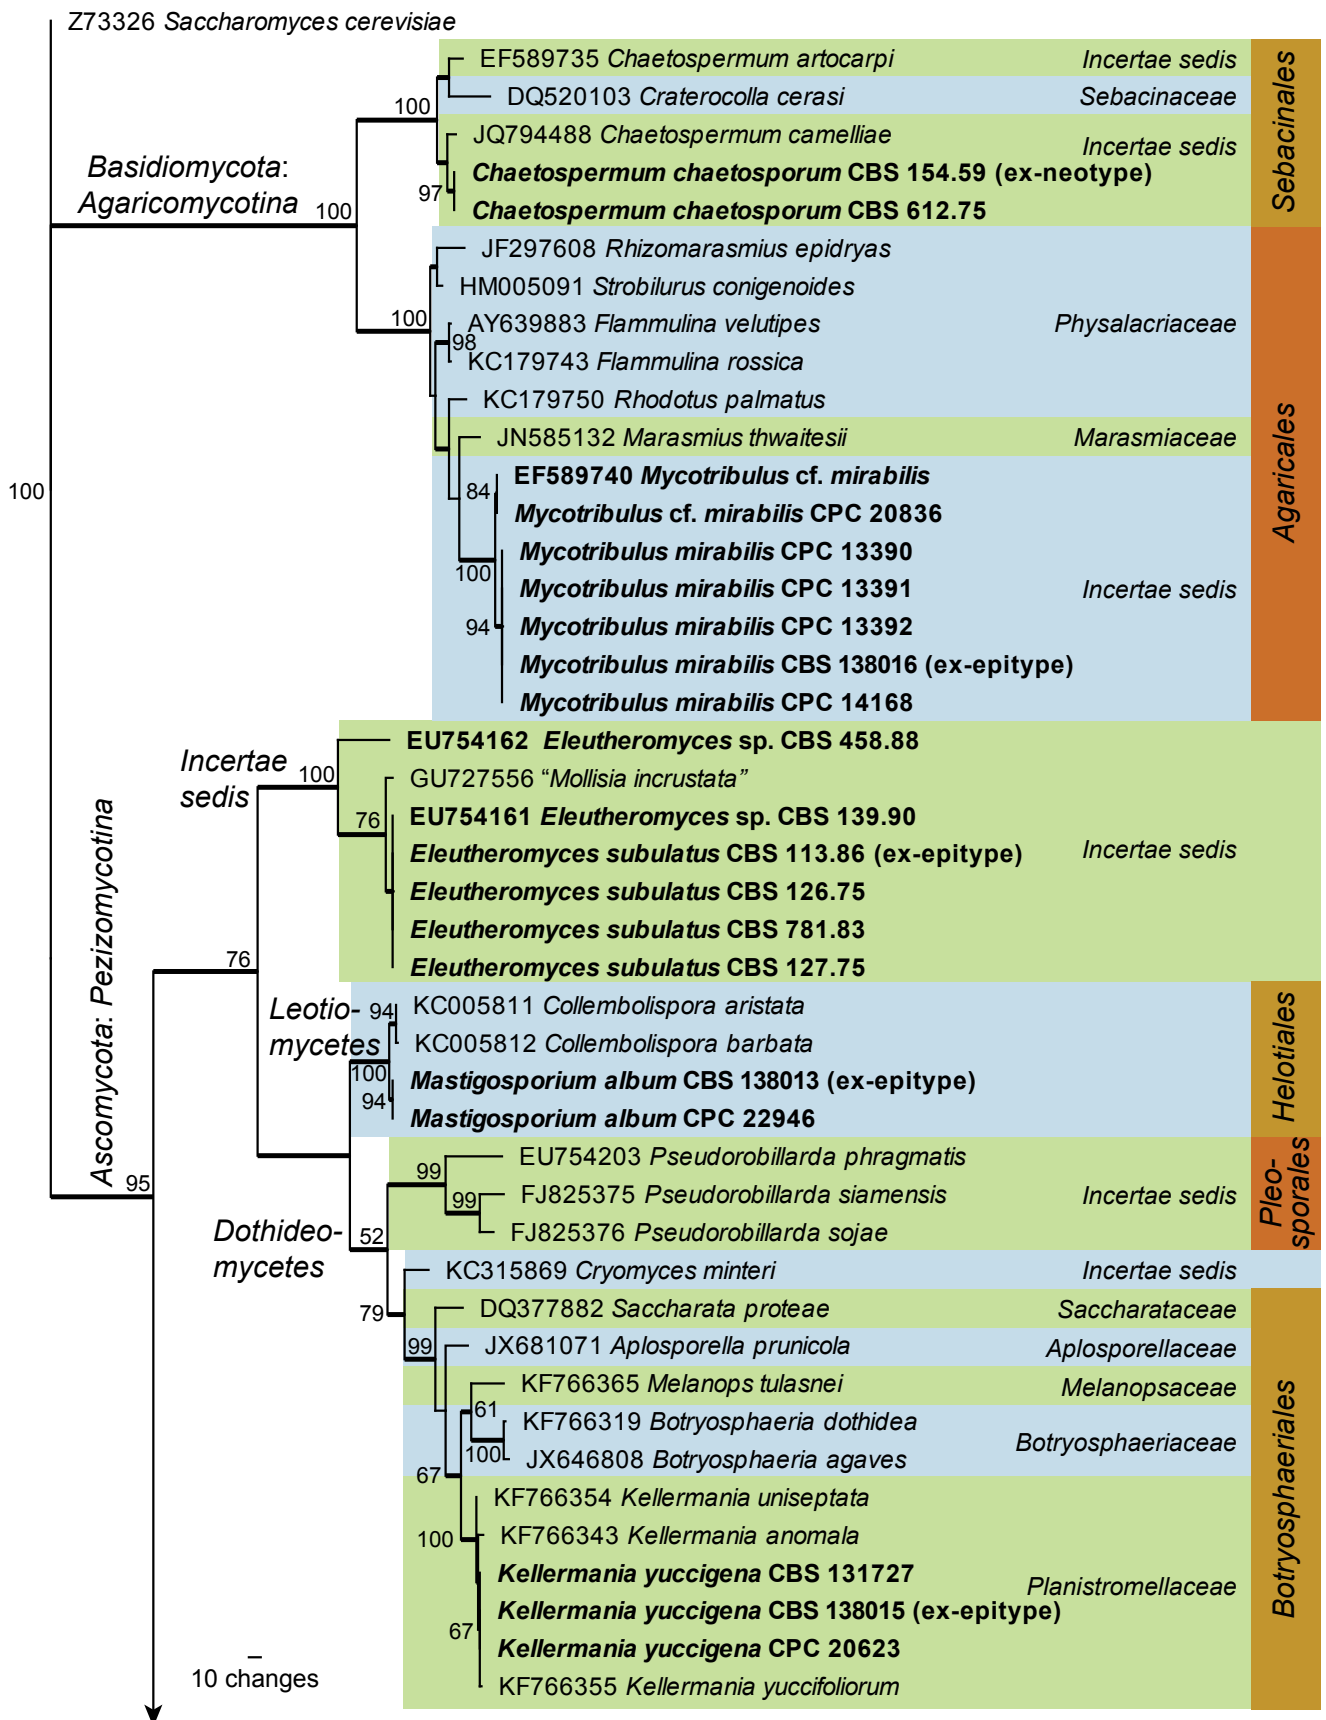 Z73326 Saccharomyces cerevisiae
EF589735 Chaetospermum artocarpi Incertae sedis
DQ520103 Craterocolla cerasi Sebacinaceae
100
JQ794488 Chaetospermum camelliae
Incertae sedis
Sebacinales
Basidiomycota:
Agaricomycotina
Chaetospermum chaetosporum CBS 154.59 (ex-neotype)
97
100
Chaetospermum chaetosporum CBS 612.75
JF297608 Rhizomarasmius epidryas
HM005091 Strobilurus conigenoides
100
AY639883 Flammulina velutipes Physalacriaceae
98
KC179743 Flammulina rossica
KC179750 Rhodotus palmatus
JN585132 Marasmius thwaitesii Marasmiaceae
Agaricales
EF589740 Mycotribulus cf. mirabilis
84
100
Mycotribulus cf. mirabilis CPC 20836
Mycotribulus mirabilis CPC 13390
100
Mycotribulus mirabilis CPC 13391 Incertae sedis
94
Mycotribulus mirabilis CPC 13392
Mycotribulus mirabilis CBS 138016 (ex-epitype)
Mycotribulus mirabilis CPC 14168
EU754162 Eleutheromyces sp. CBS 458.88
Incertae
sedis
100
GU727556 “Mollisia incrustata”
76
EU754161 Eleutheromyces sp. CBS 139.90
Eleutheromyces subulatus CBS 113.86 (ex-epitype) Incertae sedis
Eleutheromyces subulatus CBS 126.75
Eleutheromyces subulatus CBS 781.83
Eleutheromyces subulatus CBS 127.75
Ascomycota: Pezizomycotina
76
Leotio-
mycetes
94
KC005811 Collembolispora aristata
KC005812 Collembolispora barbata
100
Mastigosporium album CBS 138013 (ex-epitype)
94
Mastigosporium album CPC 22946
Helotiales
95
99
EU754203 Pseudorobillarda phragmatis
99
FJ825375 Pseudorobillarda siamensis Incertae sedis
FJ825376 Pseudorobillarda sojae
Pleo-
sporales
Dothideo-
mycetes
52
KC315869 Cryomyces minteri Incertae sedis
79
DQ377882 Saccharata proteae Saccharataceae
99
JX681071 Aplosporella prunicola Aplosporellaceae
KF766365 Melanops tulasnei Melanopsaceae
61
KF766319 Botryosphaeria dothidea
Botryosphaeriaceae
100
JX646808 Botryosphaeria agaves
67
KF766354 Kellermania uniseptata
100
KF766343 Kellermania anomala
Kellermania yuccigena CBS 131727
Planistromellaceae
Kellermania yuccigena CBS 138015 (ex-epitype)
67
Kellermania yuccigena CPC 20623
KF766355 Kellermania yuccifoliorum
Botryosphaeriales
10 changes